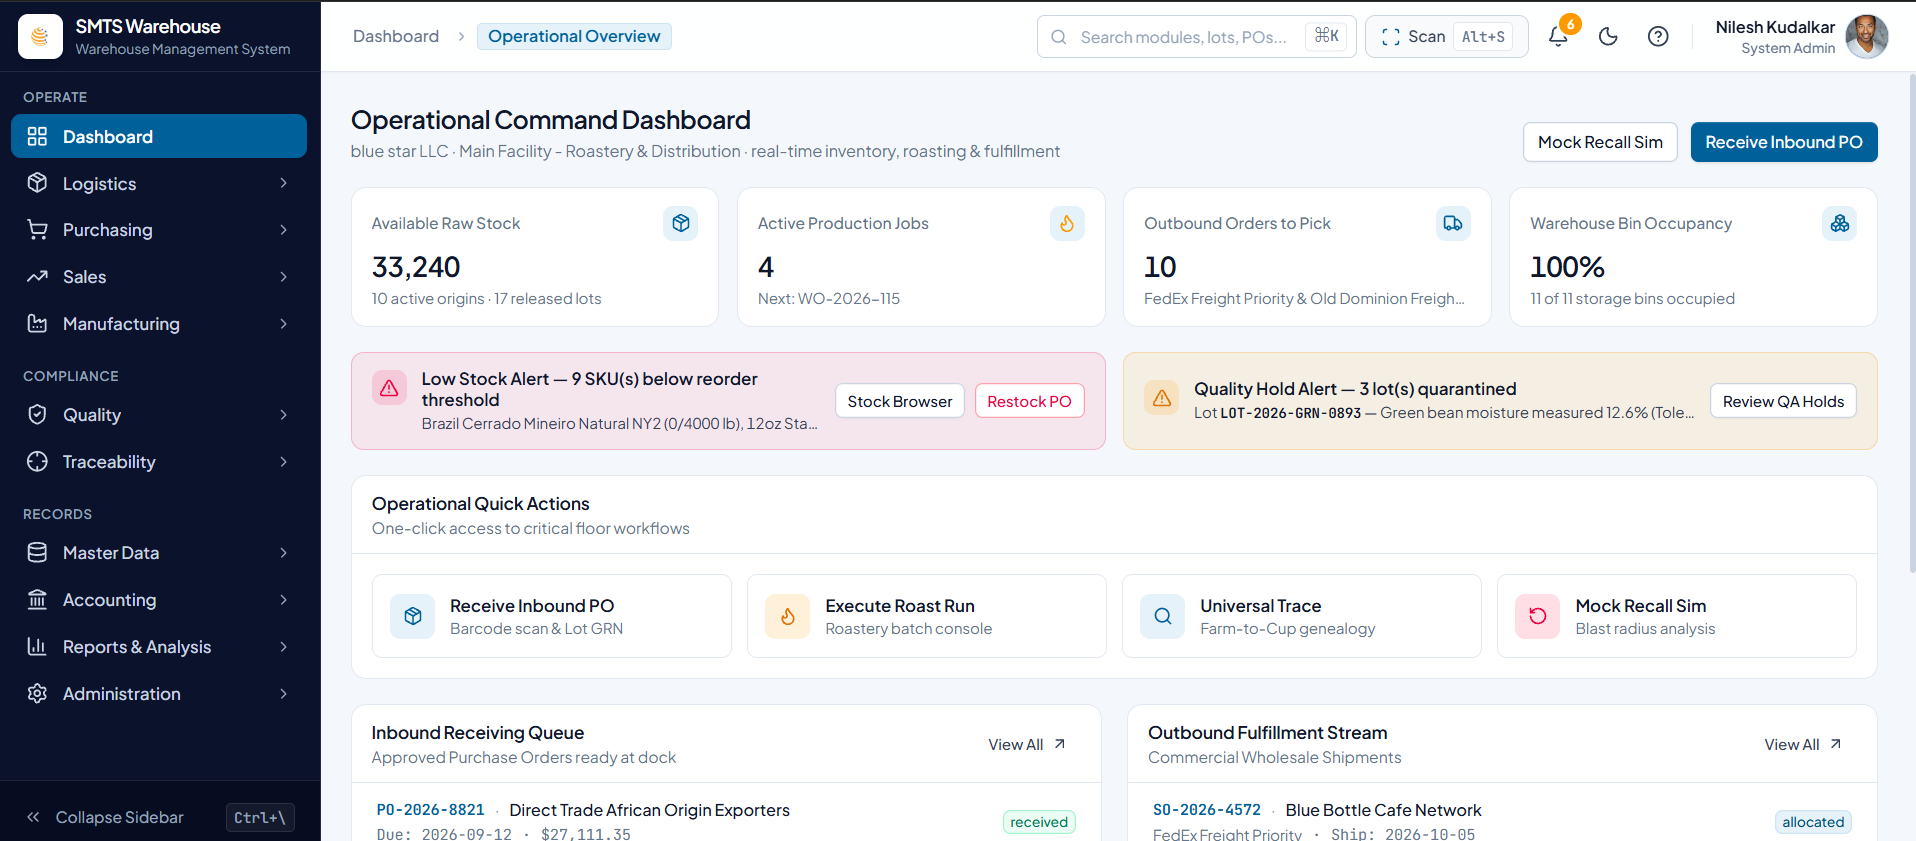 SMTS Warehouse
Warehouse Management System
OPERATE
Dashboard
Logistics
Purchasing
Sales
Manufacturing
COMPLIANCE
Quality
Traceability
RECORDS
Master Data
Accounting
Reports & Analysis
Administration
Collapse Sidebar
Ctrl+\
Dashboard
Operational Overview
Search modules, lots, POs...
⌘K
Scan
Alt+S
6
Nilesh Kudalkar
System Admin
Operational Command Dashboard
blue star LLC · Main Facility - Roastery & Distribution · real-time inventory, roasting & fulfillment
Mock Recall Sim
Receive Inbound PO
Available Raw Stock
33,240
10 active origins · 17 released lots
Active Production Jobs
4
Next: WO-2026-115
Outbound Orders to Pick
10
FedEx Freight Priority & Old Dominion Freigh...
Warehouse Bin Occupancy
100%
11 of 11 storage bins occupied
Low Stock Alert — 9 SKU(s) below reorder
threshold
Brazil Cerrado Mineiro Natural NY2 (0/4000 lb), 12oz Sta...
Stock Browser
Restock PO
Quality Hold Alert — 3 lot(s) quarantined
Lot LOT-2026-GRN-0893 — Green bean moisture measured 12.6% (Tole...
Review QA Holds
Operational Quick Actions
One-click access to critical floor workflows
Receive Inbound PO
Barcode scan & Lot GRN
Execute Roast Run
Roastery batch console
Universal Trace
Farm-to-Cup genealogy
Mock Recall Sim
Blast radius analysis
Inbound Receiving Queue
Approved Purchase Orders ready at dock
View All
PO-2026-8821 · Direct Trade African Origin Exporters
Due: 2026-09-12 · $27,111.35
received
Outbound Fulfillment Stream
Commercial Wholesale Shipments
View All
SO-2026-4572 · Blue Bottle Cafe Network
FedEx Freight Priority · Ship: 2026-10-05
allocated